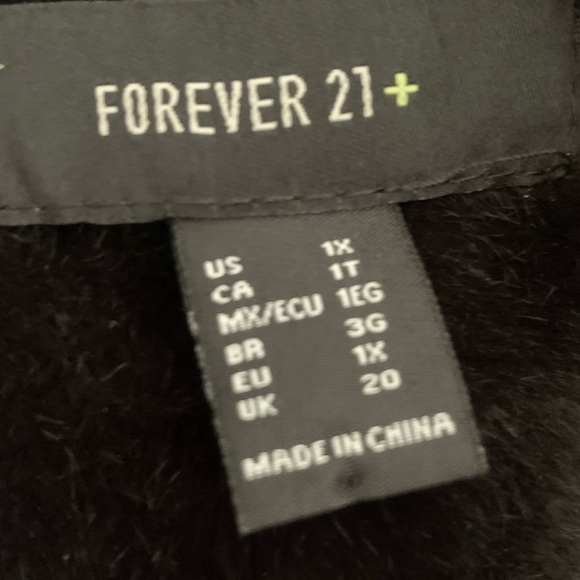 FOREVER 21+
US 1X
CA 1T
MX/ECU 1EG
BR 3G
EU 1X
UK 20
MADE IN CHINA